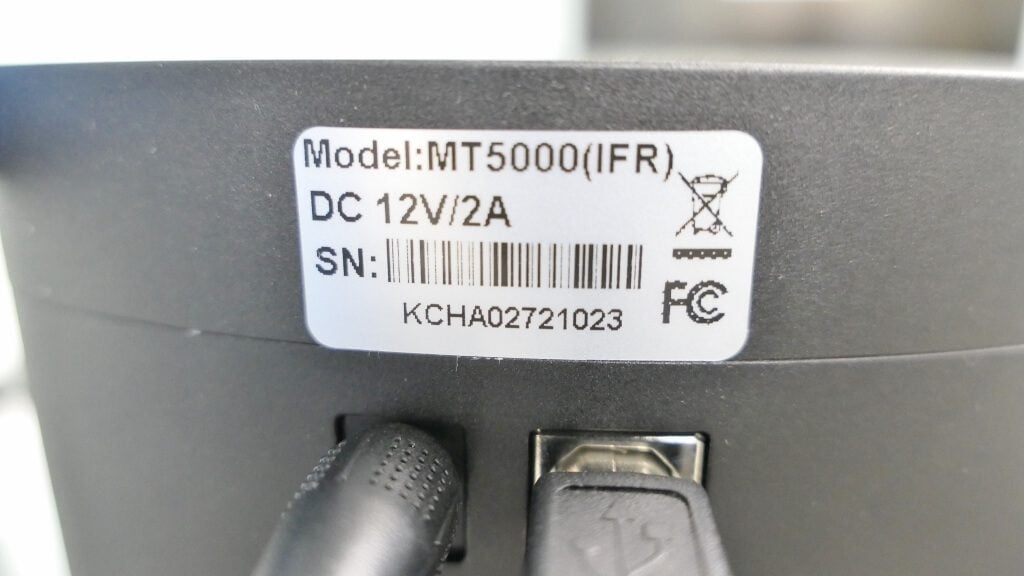 Model:MT5000(IFR)
DC 12V/2A
SN:
KCHA02721023
FC